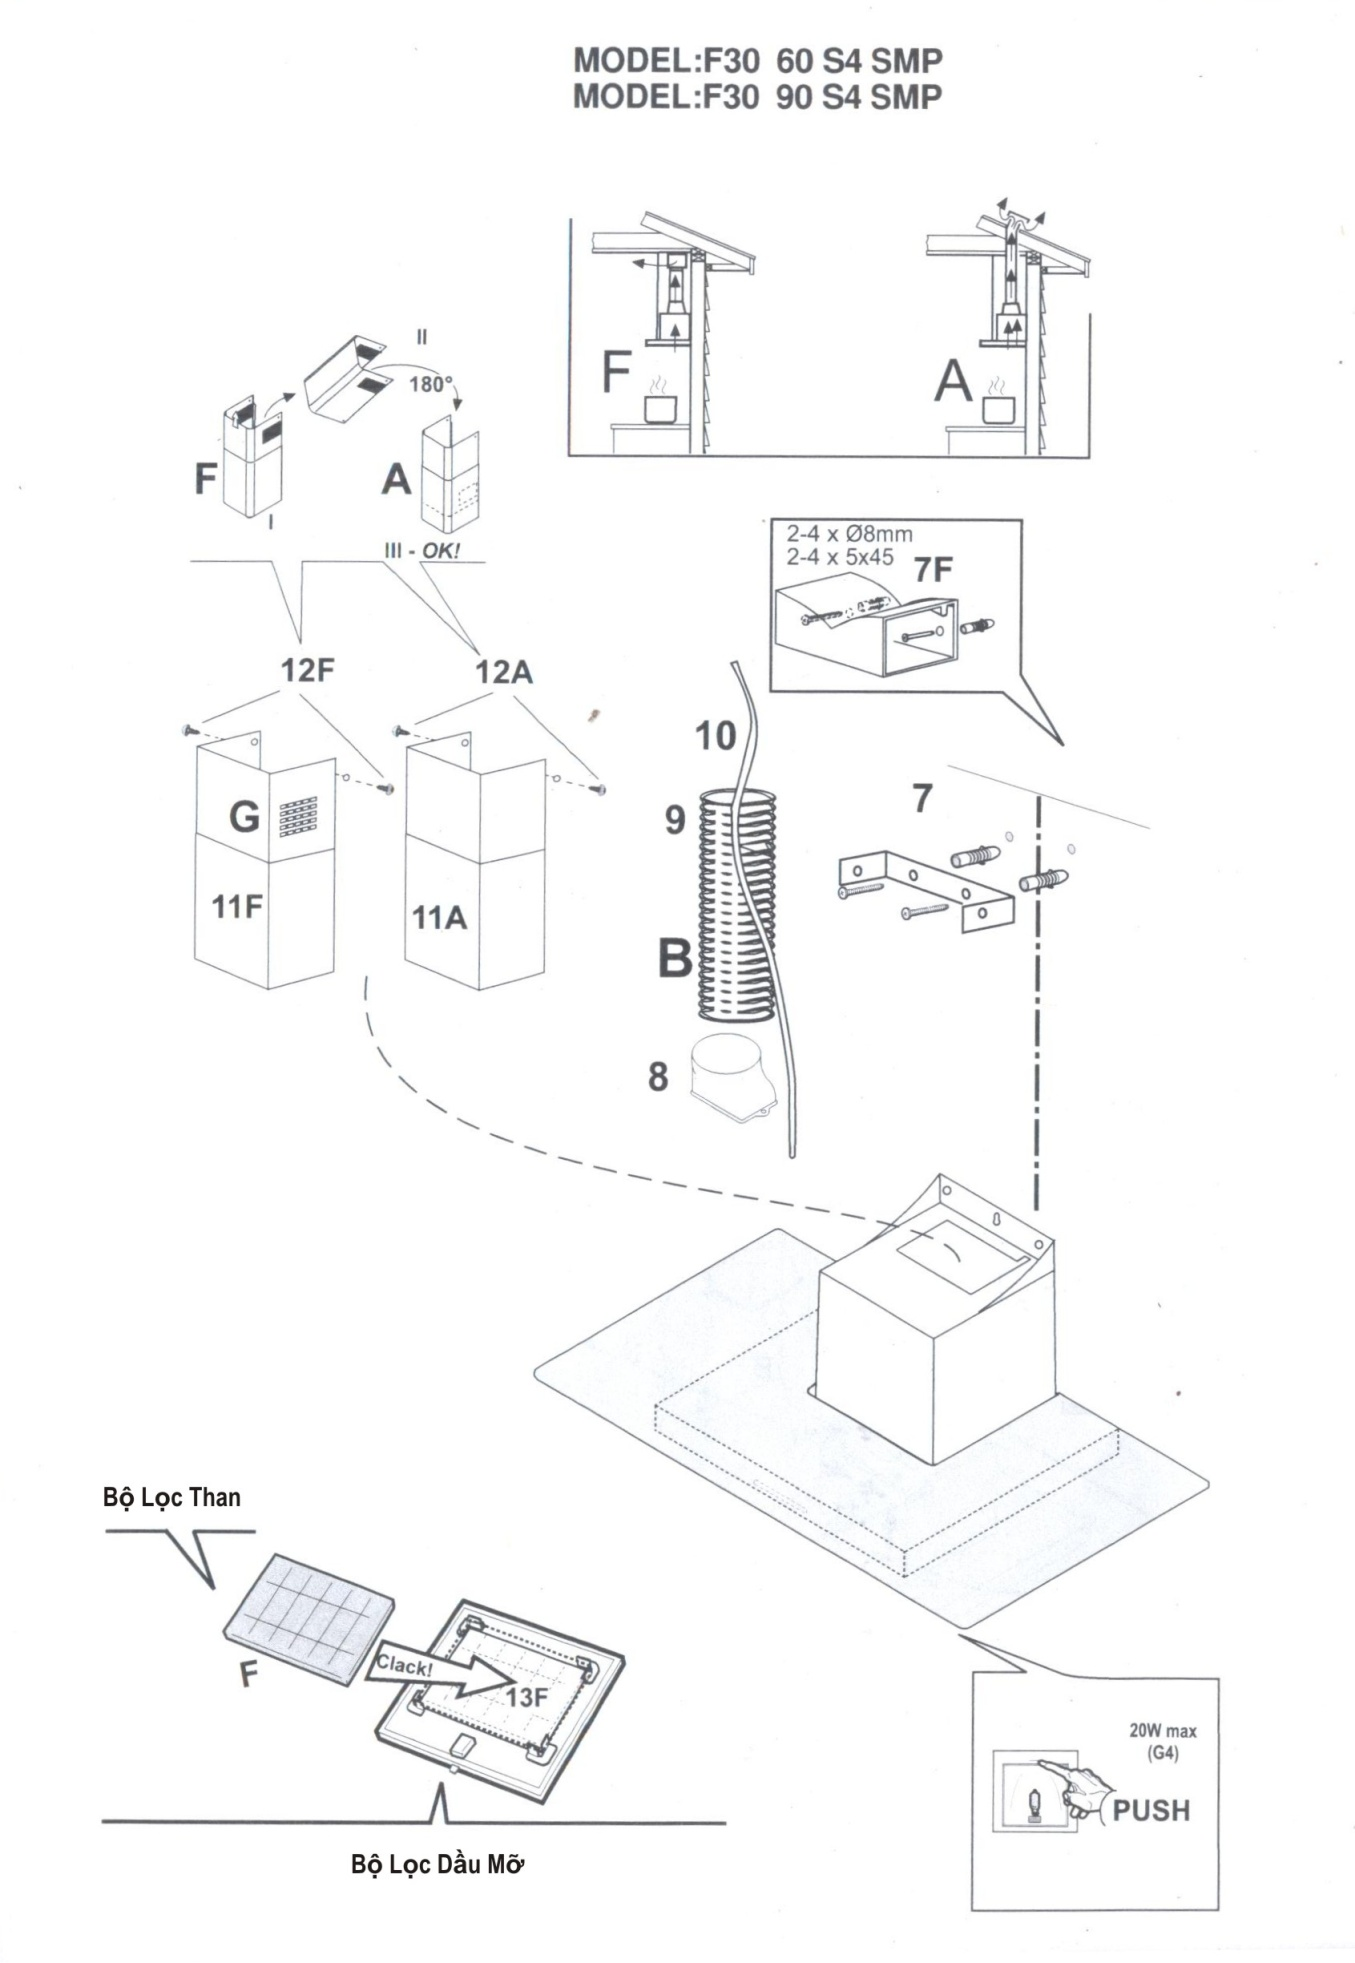 MODEL:F30 60 S4 SMP
MODEL:F30 90 S4 SMP
F
A
II
180°
F
A
I
III - OK!
2-4 x Ø8mm
2-4 x 5x45
7F
12F
12A
10
9
7
G
11F
11A
B
8
Bộ Lọc Than
F
Clack!
13F
20W max
(G4)
PUSH
Bộ Lọc Dầu Mỡ